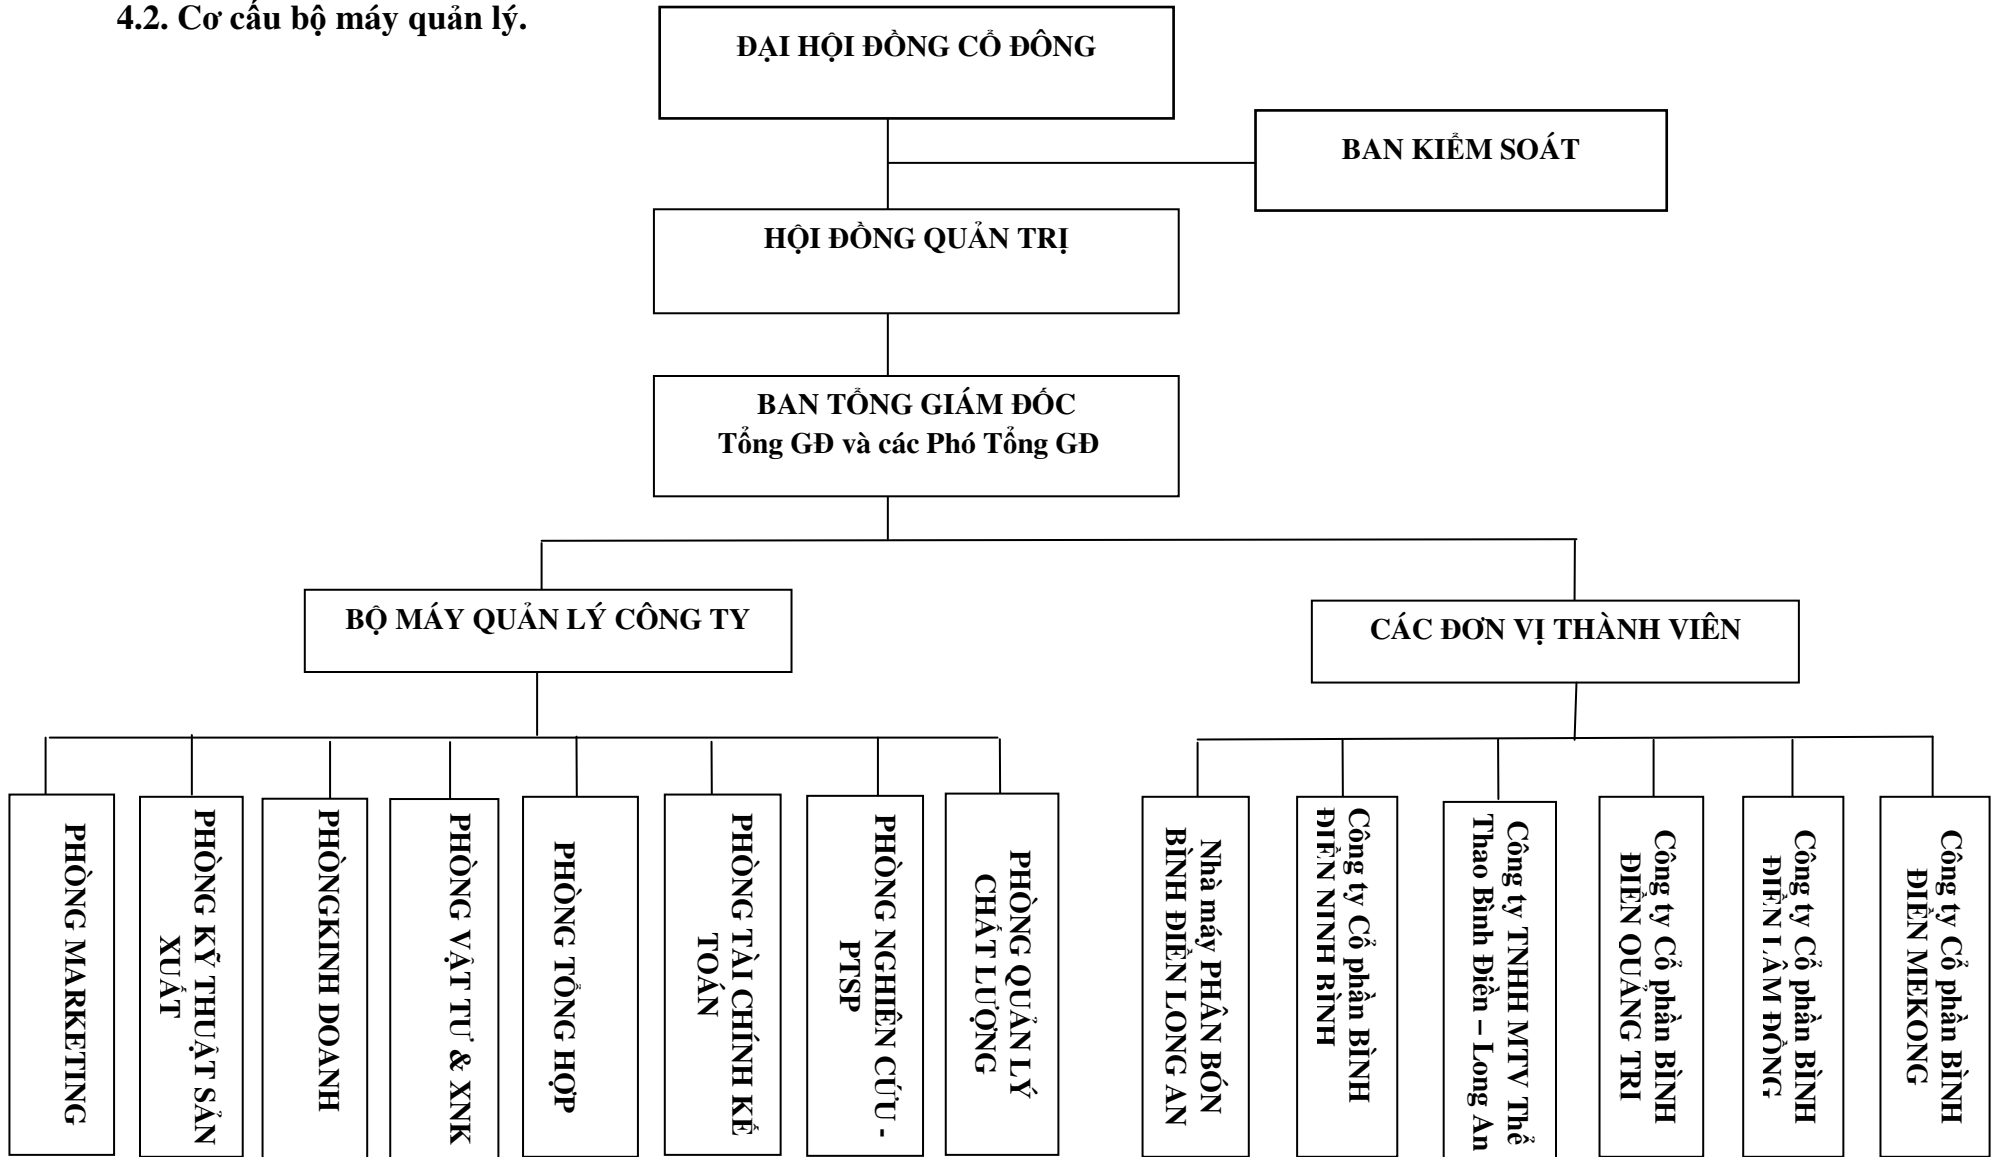 4.2. Cơ cấu bộ máy quản lý.
ĐẠI HỘI ĐỒNG CỔ ĐÔNG
BAN KIỂM SOÁT
HỘI ĐỒNG QUẢN TRỊ
BAN TỔNG GIÁM ĐỐC
Tổng GĐ và các Phó Tổng GĐ
BỘ MÁY QUẢN LÝ CÔNG TY
CÁC ĐƠN VỊ THÀNH VIÊN
PHÒNG MARKETING
PHÒNG KỸ THUẬT SẢN
XUẤT
PHÒNGKINH DOANH
PHÒNG VẬT TƯ & XNK
PHÒNG TỔNG HỢP
PHÒNG TÀI CHÍNH KẾ
TOÁN
PHÒNG NGHIÊN CỨU -
PTSP
PHÒNG QUẢN LÝ
CHẤT LƯỢNG
Nhà máy PHÂN BÓN
BÌNH ĐIỀN LONG AN
Công ty Cổ phần BÌNH
ĐIỀN NINH BÌNH
Công ty TNHH MTV Thể
Thao Bình Điền – Long An
Công ty Cổ phần BÌNH
ĐIỀN QUẢNG TRI
Công ty Cổ phần BÌNH
ĐIỀN LÂM ĐỒNG
Công ty Cổ phần BÌNH
ĐIỀN MEKONG